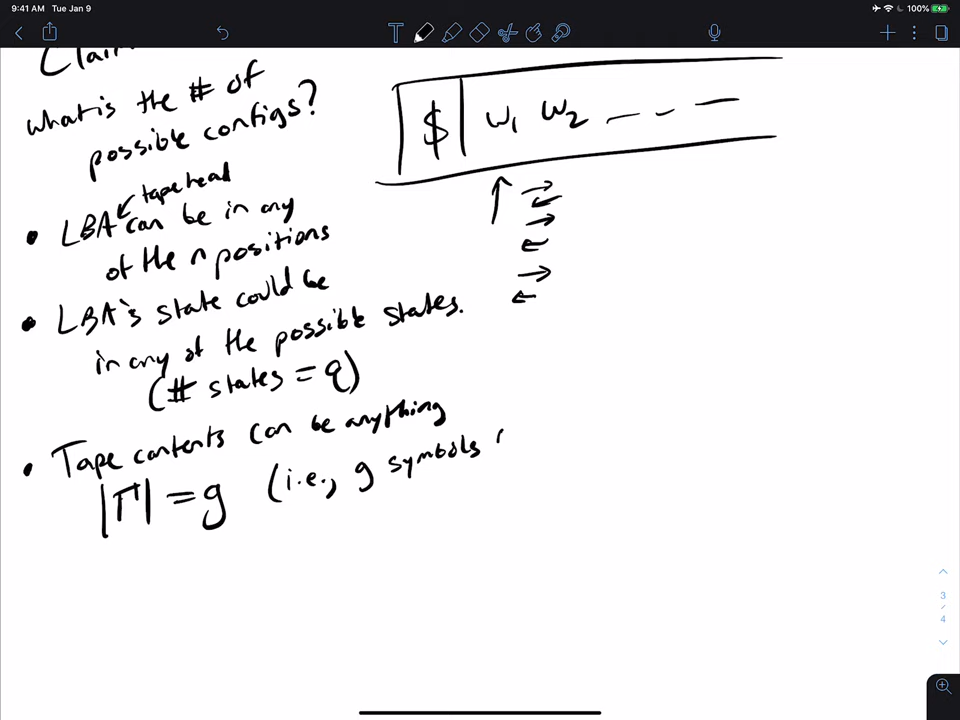 9:41 AM Tue Jan 9
100%
Claim
what is the # of
possible configs?
$ w1 w2
tape head
• LBA can be in any
of the n positions
• LBA's state could be
in any of the possible states.
(# states = q)
• Tape contents can be anything
|Γ| = g (i.e., g symbols
3
/
4